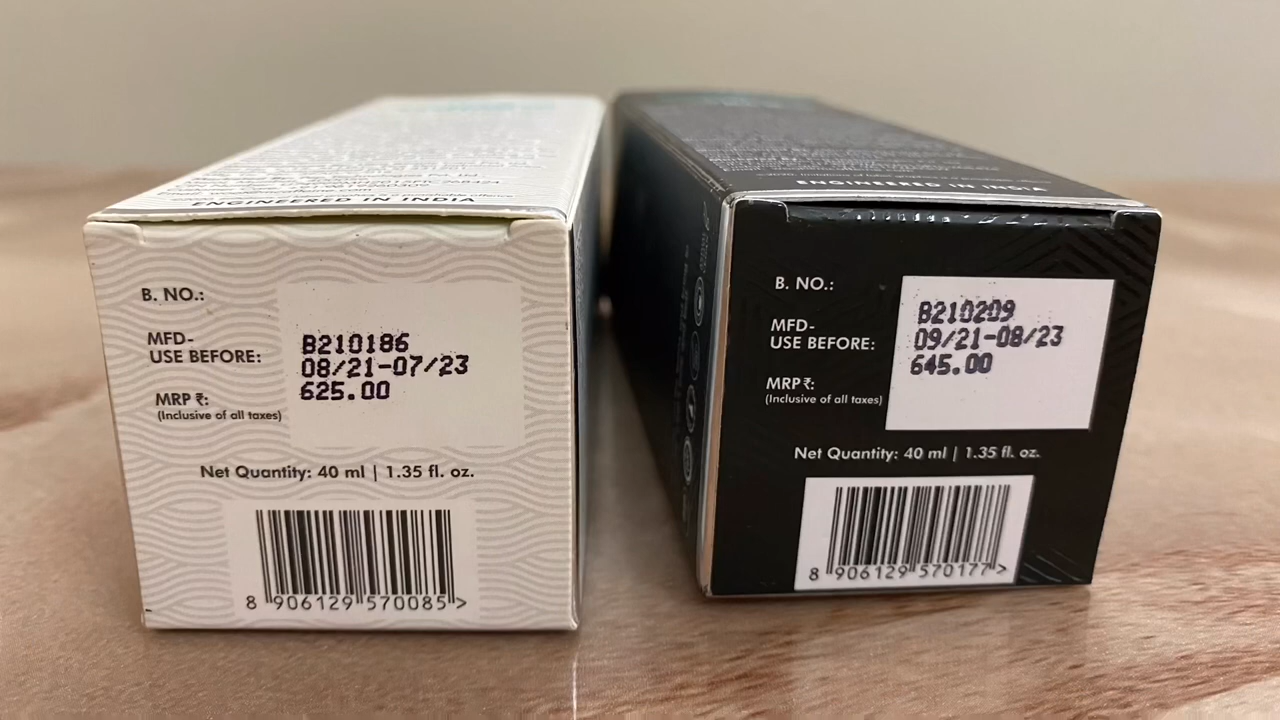 ENGINEERED IN INDIA
B. NO.:
MFD-
USE BEFORE:
MRP ₹:
(Inclusive of all taxes)
B210186
08/21-07/23
625.00
Net Quantity: 40 ml | 1.35 fl. oz.
8 906129 570085 >
ENGINEERED IN INDIA
B. NO.:
MFD-
USE BEFORE:
MRP ₹:
(Inclusive of all taxes)
B210209
09/21-08/23
645.00
Net Quantity: 40 ml | 1.35 fl. oz.
8 906129 570177 >